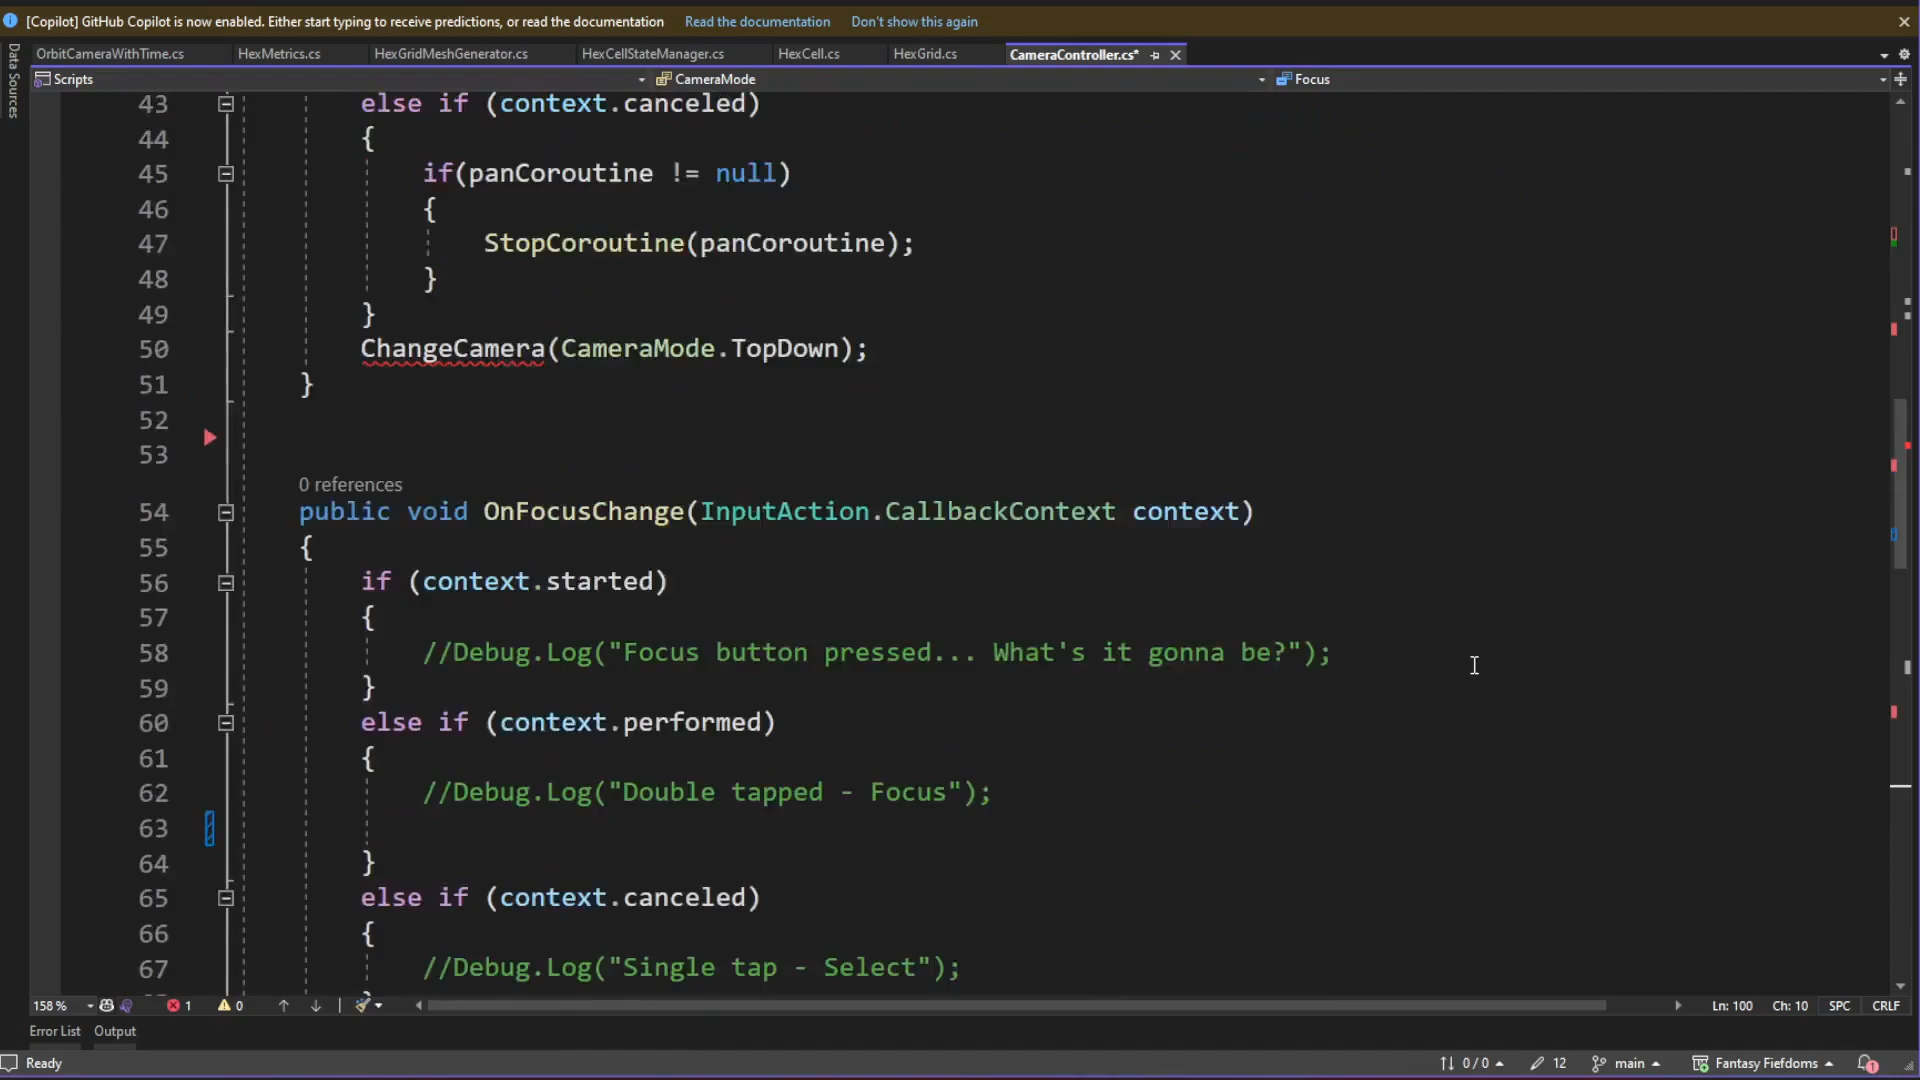 [Copilot] GitHub Copilot is now enabled. Either start typing to receive predictions, or read the documentation Read the documentation Don't show this again
Data Sources
OrbitCameraWithTime.cs HexMetrics.cs HexGridMeshGenerator.cs HexCellStateManager.cs HexCell.cs HexGrid.cs CameraController.cs*
Scripts CameraMode Focus
43 else if (context.canceled)
44 {
45 if(panCoroutine != null)
46 {
47 StopCoroutine(panCoroutine);
48 }
49 }
50 ChangeCamera(CameraMode.TopDown);
51 }
52
53
0 references
54 public void OnFocusChange(InputAction.CallbackContext context)
55 {
56 if (context.started)
57 {
58 //Debug.Log("Focus button pressed... What's it gonna be?");
59 }
60 else if (context.performed)
61 {
62 //Debug.Log("Double tapped - Focus");
63
64 }
65 else if (context.canceled)
66 {
67 //Debug.Log("Single tap - Select");
158 % 1 0 Ln: 100 Ch: 10 SPC CRLF
Error List Output
Ready 0 / 0 12 main Fantasy Fiefdoms 1